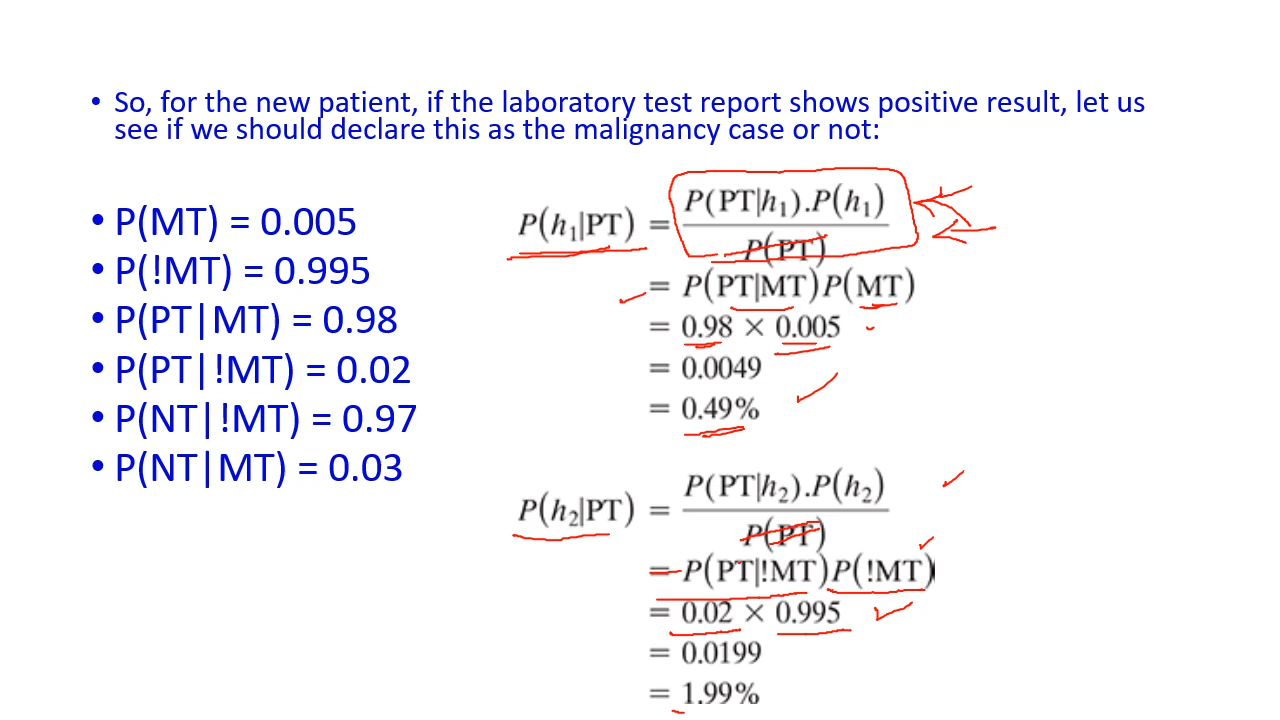 • So, for the new patient, if the laboratory test report shows positive result, let us
see if we should declare this as the malignancy case or not:
• P(MT) = 0.005
• P(!MT) = 0.995
• P(PT|MT) = 0.98
• P(PT|!MT) = 0.02
• P(NT|!MT) = 0.97
• P(NT|MT) = 0.03
P(h₁|PT) = P(PT|h₁).P(h₁) / P(PT)
= P(PT|MT)P(MT)
= 0.98 × 0.005
= 0.0049
= 0.49%
P(h₂|PT) = P(PT|h₂).P(h₂) / P(PT)
= P(PT|!MT)P(!MT)
= 0.02 × 0.995
= 0.0199
= 1.99%